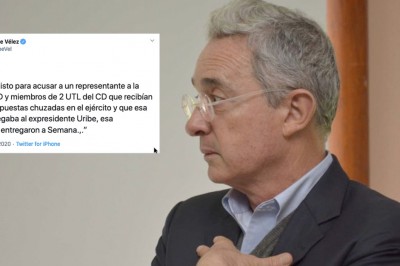 e Vélez
eVel
isto para acusar a un representante a la
D y miembros de 2 UTL del CD que recibían
puestas chuzadas en el ejército y que esa
egaba al expresidente Uribe, esa
entregaron a Semana.,."
2020 • Twitter for iPhone